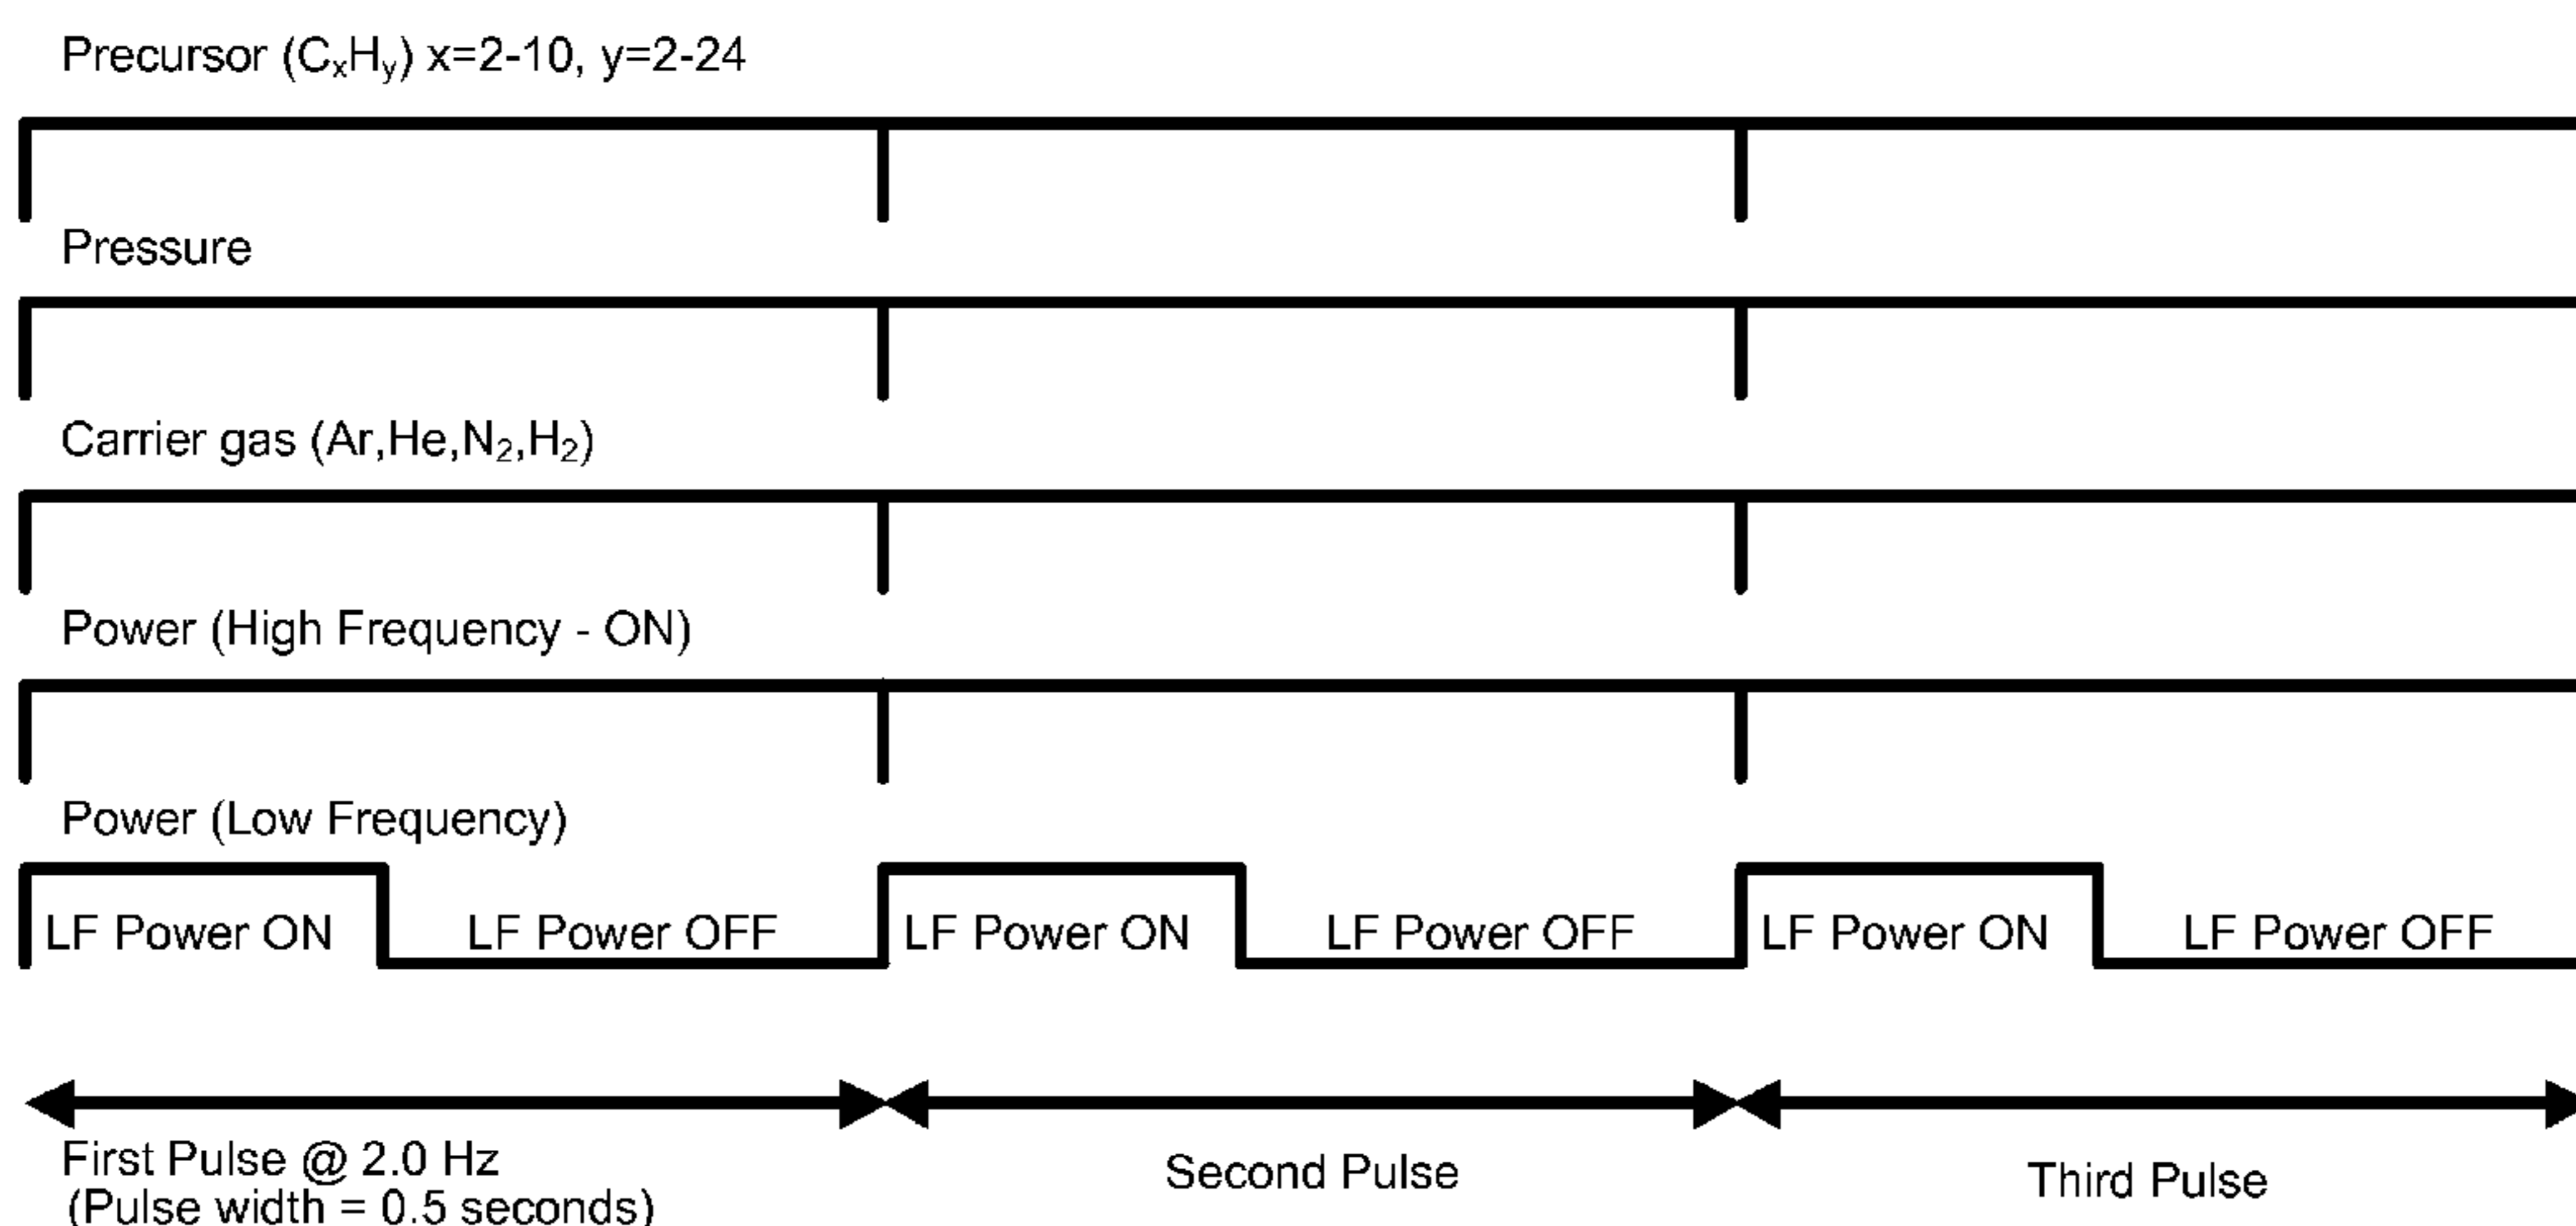 Precursor (CxHy) x=2-10, y=2-24
Pressure
Carrier gas (Ar,He,N2,H2)
Power (High Frequency - ON)
Power (Low Frequency)
LF Power ON LF Power OFF LF Power ON LF Power OFF LF Power ON LF Power OFF
First Pulse @ 2.0 Hz
(Pulse width = 0.5 seconds)
Second Pulse
Third Pulse